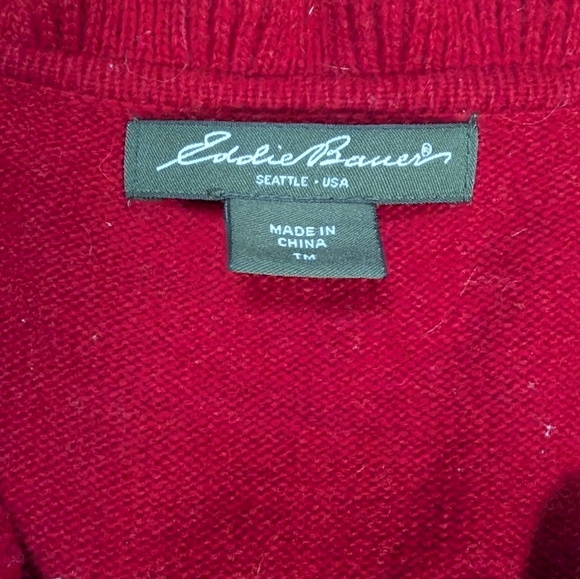 Eddie Bauer®
SEATTLE · USA
MADE IN
CHINA
TM